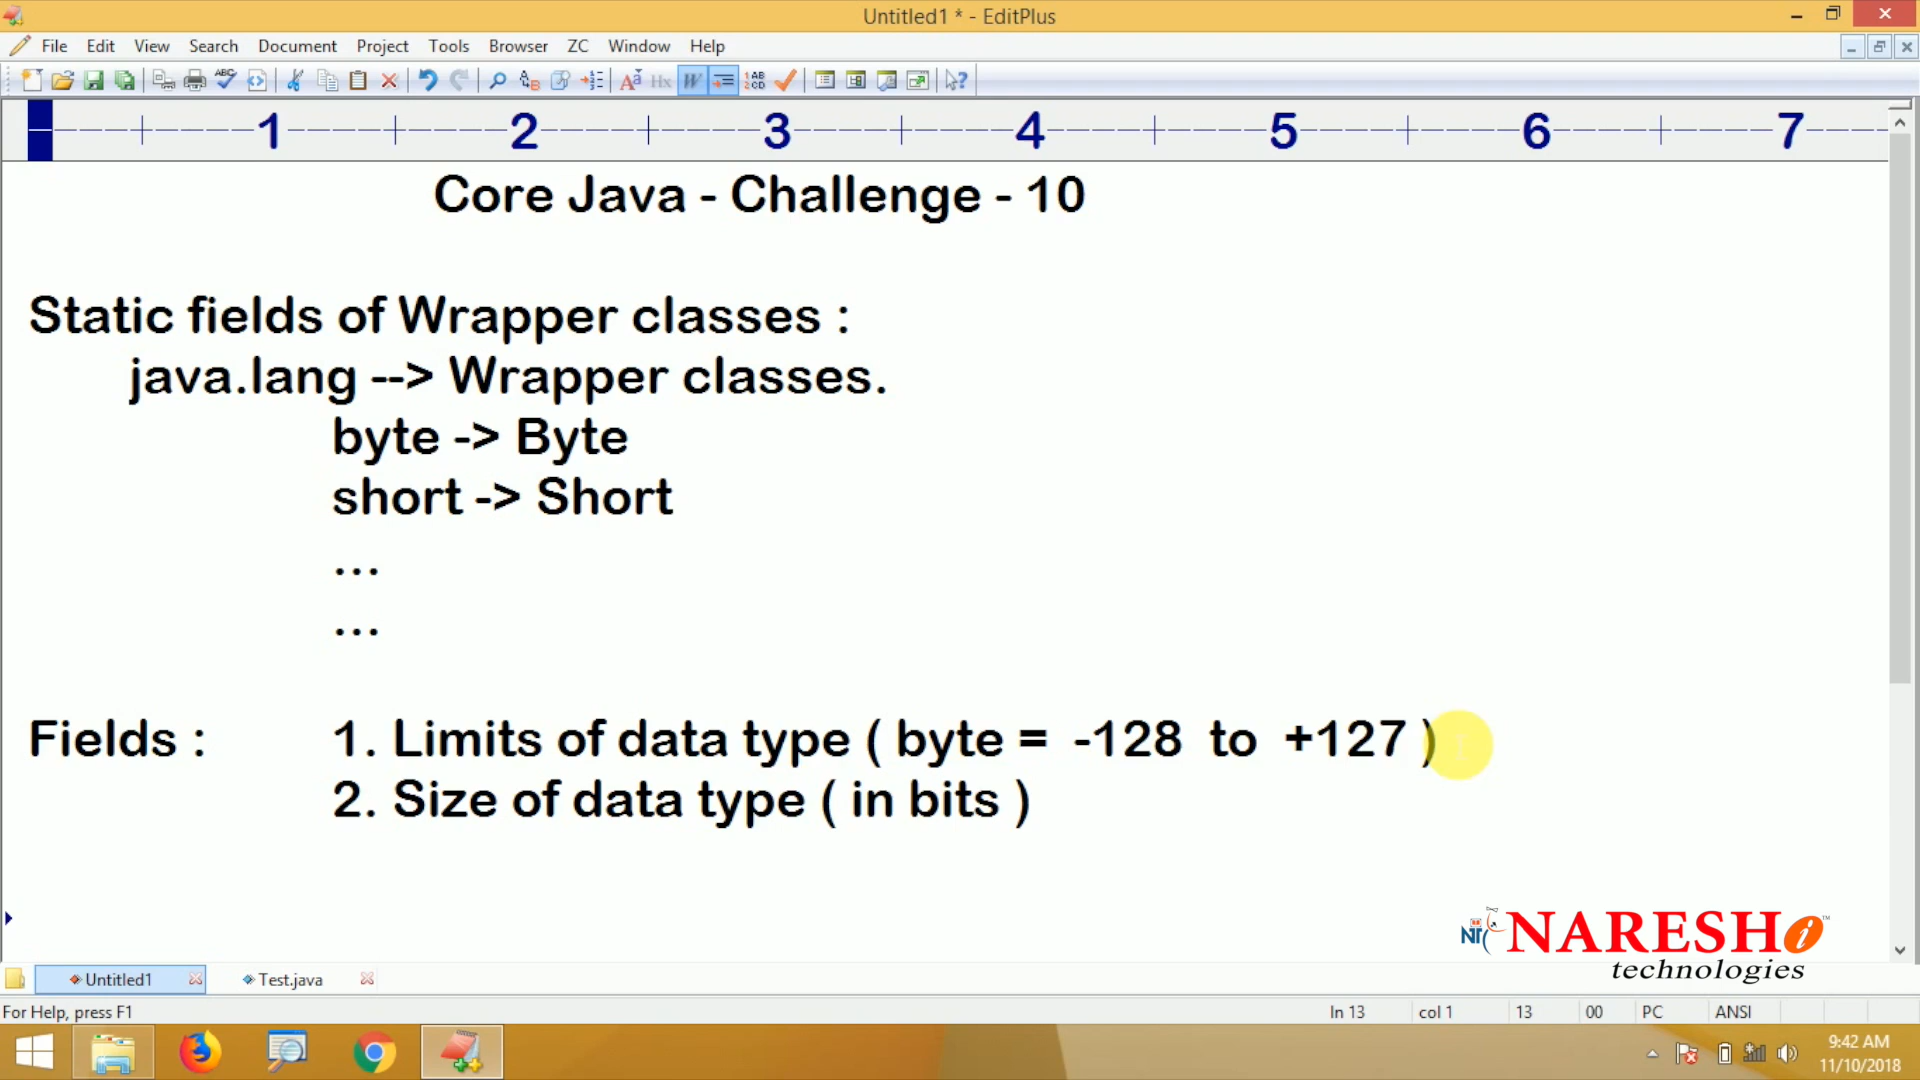 Untitled1 * - EditPlus
File Edit View Search Document Project Tools Browser ZC Window Help
1 2 3 4 5 6 7
Core Java - Challenge - 10
Static fields of Wrapper classes :
java.lang --> Wrapper classes.
byte -> Byte
short -> Short
...
...
Fields : 1. Limits of data type ( byte = -128 to +127 )
2. Size of data type ( in bits )
NARESH i
technologies
Untitled1 Test.java
For Help, press F1 ln 13 col 1 13 00 PC ANSI
9:42 AM
11/10/2018